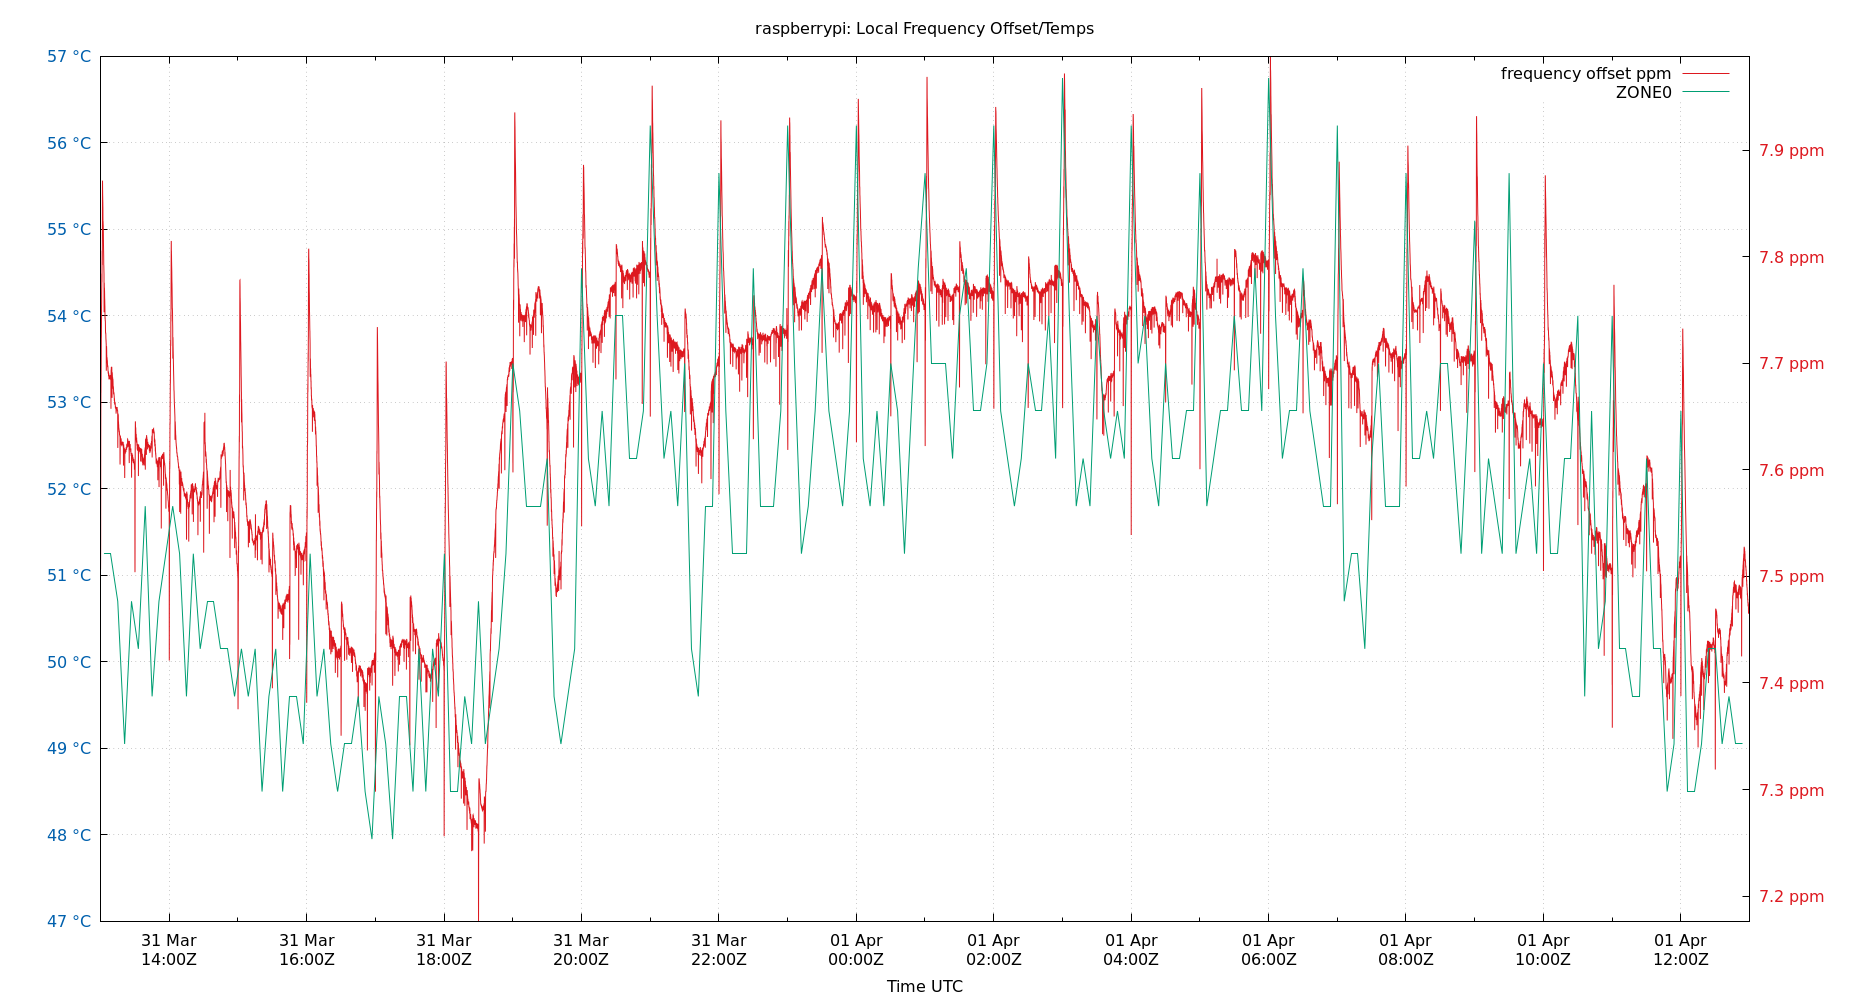 raspberrypi: Local Frequency Offset/Temps
57 °C
56 °C
55 °C
54 °C
53 °C
52 °C
51 °C
50 °C
49 °C
48 °C
47 °C
frequency offset ppm
ZONE0
7.9 ppm
7.8 ppm
7.7 ppm
7.6 ppm
7.5 ppm
7.4 ppm
7.3 ppm
7.2 ppm
31 Mar
14:00Z
31 Mar
16:00Z
31 Mar
18:00Z
31 Mar
20:00Z
31 Mar
22:00Z
01 Apr
00:00Z
01 Apr
02:00Z
01 Apr
04:00Z
01 Apr
06:00Z
01 Apr
08:00Z
01 Apr
10:00Z
01 Apr
12:00Z
Time UTC